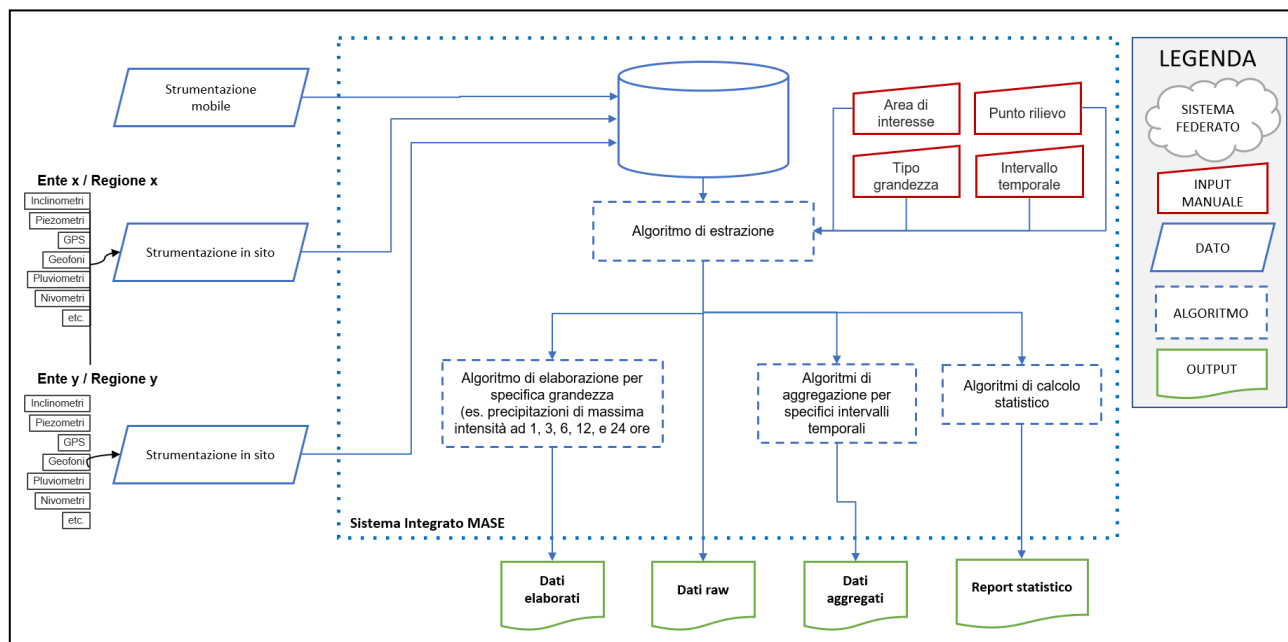 Strumentazione
mobile
Ente x / Regione x
Inclinometri
Piezometri
GPS
Geofoni
Pluviometri
Nivometri
etc.
Strumentazione in sito
Ente y / Regione y
Inclinometri
Piezometri
GPS
Geofoni
Pluviometri
Nivometri
etc.
Strumentazione in sito
Area di
interesse
Punto rilievo
Tipo
grandezza
Intervallo
temporale
Algoritmo di estrazione
Algoritmo di elaborazione per
specifica grandezza
(es. precipitazioni di massima
intensità ad 1, 3, 6, 12, e 24 ore
Algoritmi di
aggregazione per
specifici intervalli
temporali
Algoritmi di calcolo
statistico
Sistema Integrato MASE
Dati
elaborati
Dati raw
Dati
aggregati
Report statistico
LEGENDA
SISTEMA
FEDERATO
INPUT
MANUALE
DATO
ALGORITMO
OUTPUT